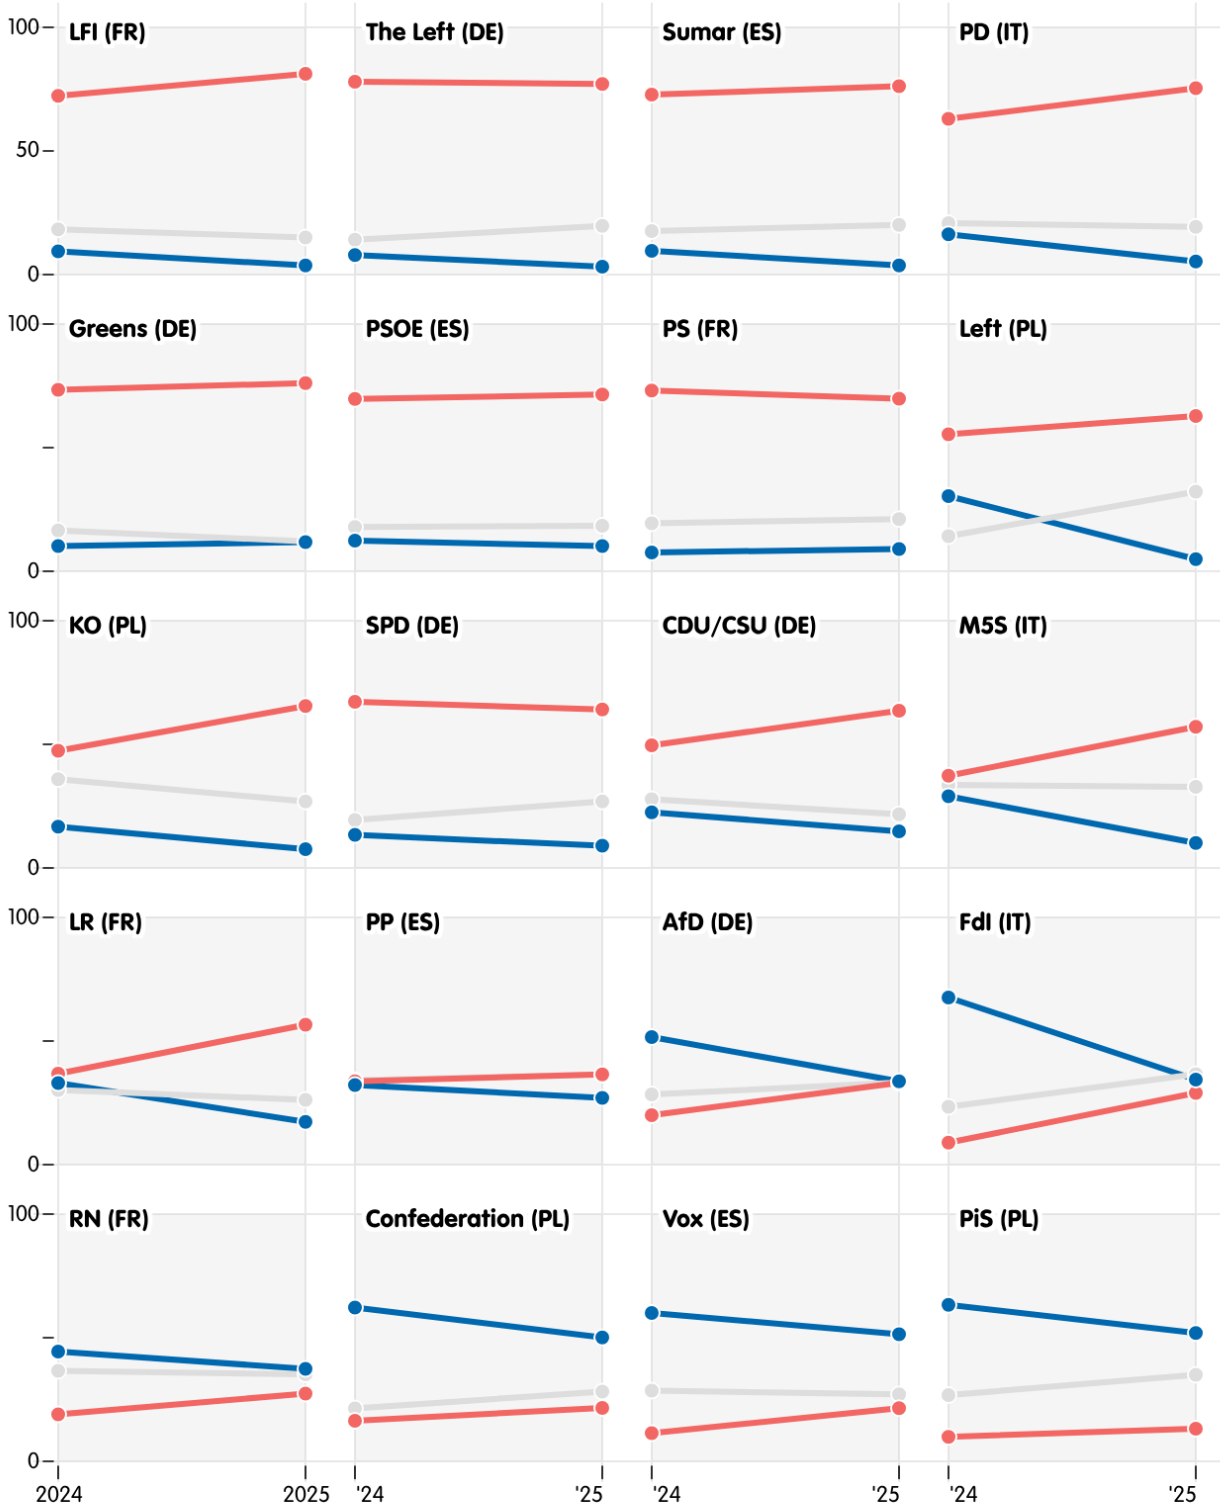 100
LFI (FR)
The Left (DE)
Sumar (ES)
PD (IT)
50
0
100
Greens (DE)
PSOE (ES)
PS (FR)
Left (PL)
0
100
KO (PL)
SPD (DE)
CDU/CSU (DE)
M5S (IT)
0
100
LR (FR)
PP (ES)
AfD (DE)
FdI (IT)
0
100
RN (FR)
Confederation (PL)
Vox (ES)
PiS (PL)
0
2024
2025
'24
'25
'24
'25
'24
'25